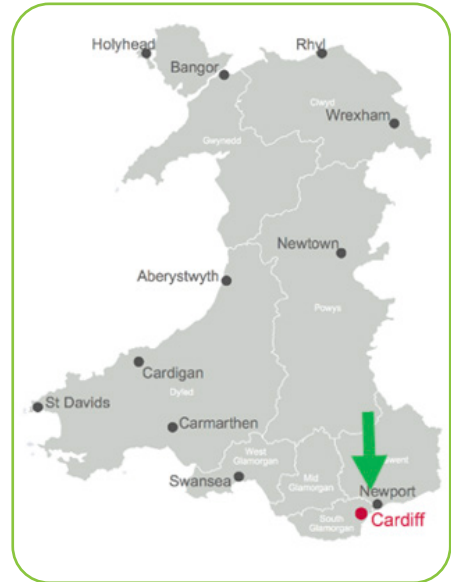 Holyhead
Rhyl
Bangor
Clwyd
Wrexham
Gwynedd
Newtown
Aberystwyth
Powys
Cardigan
Dyfed
St Davids
Carmarthen
West
Glamorgan
Mid
Glamorgan
Swansea
Newport
South
Glamorgan
Cardiff